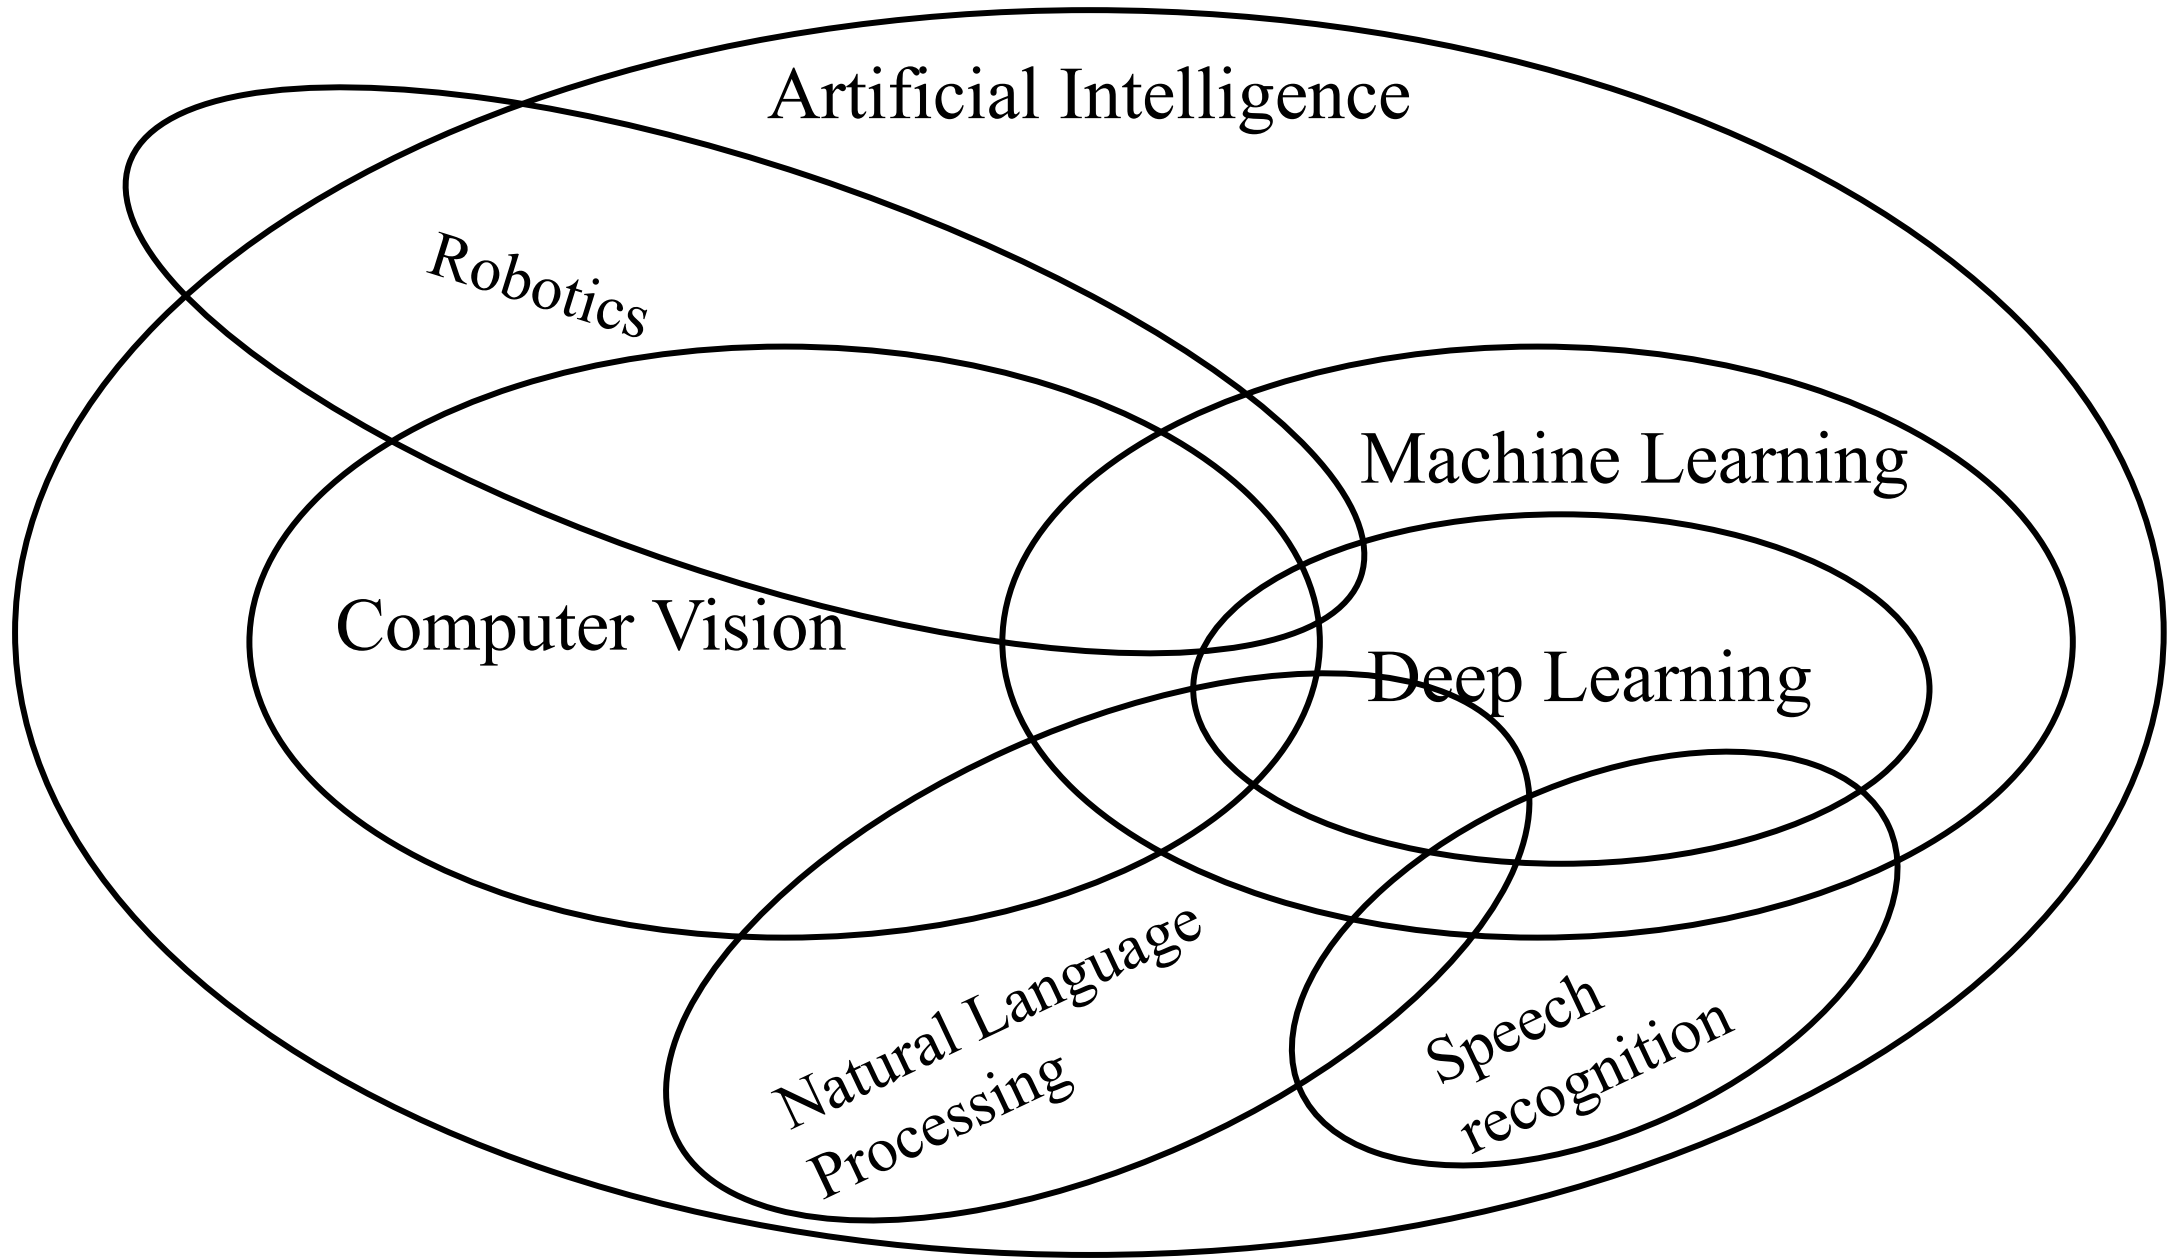 Artificial Intelligence
Robotics
Machine Learning
Computer Vision
Deep Learning
Natural Language
Processing
Speech
recognition